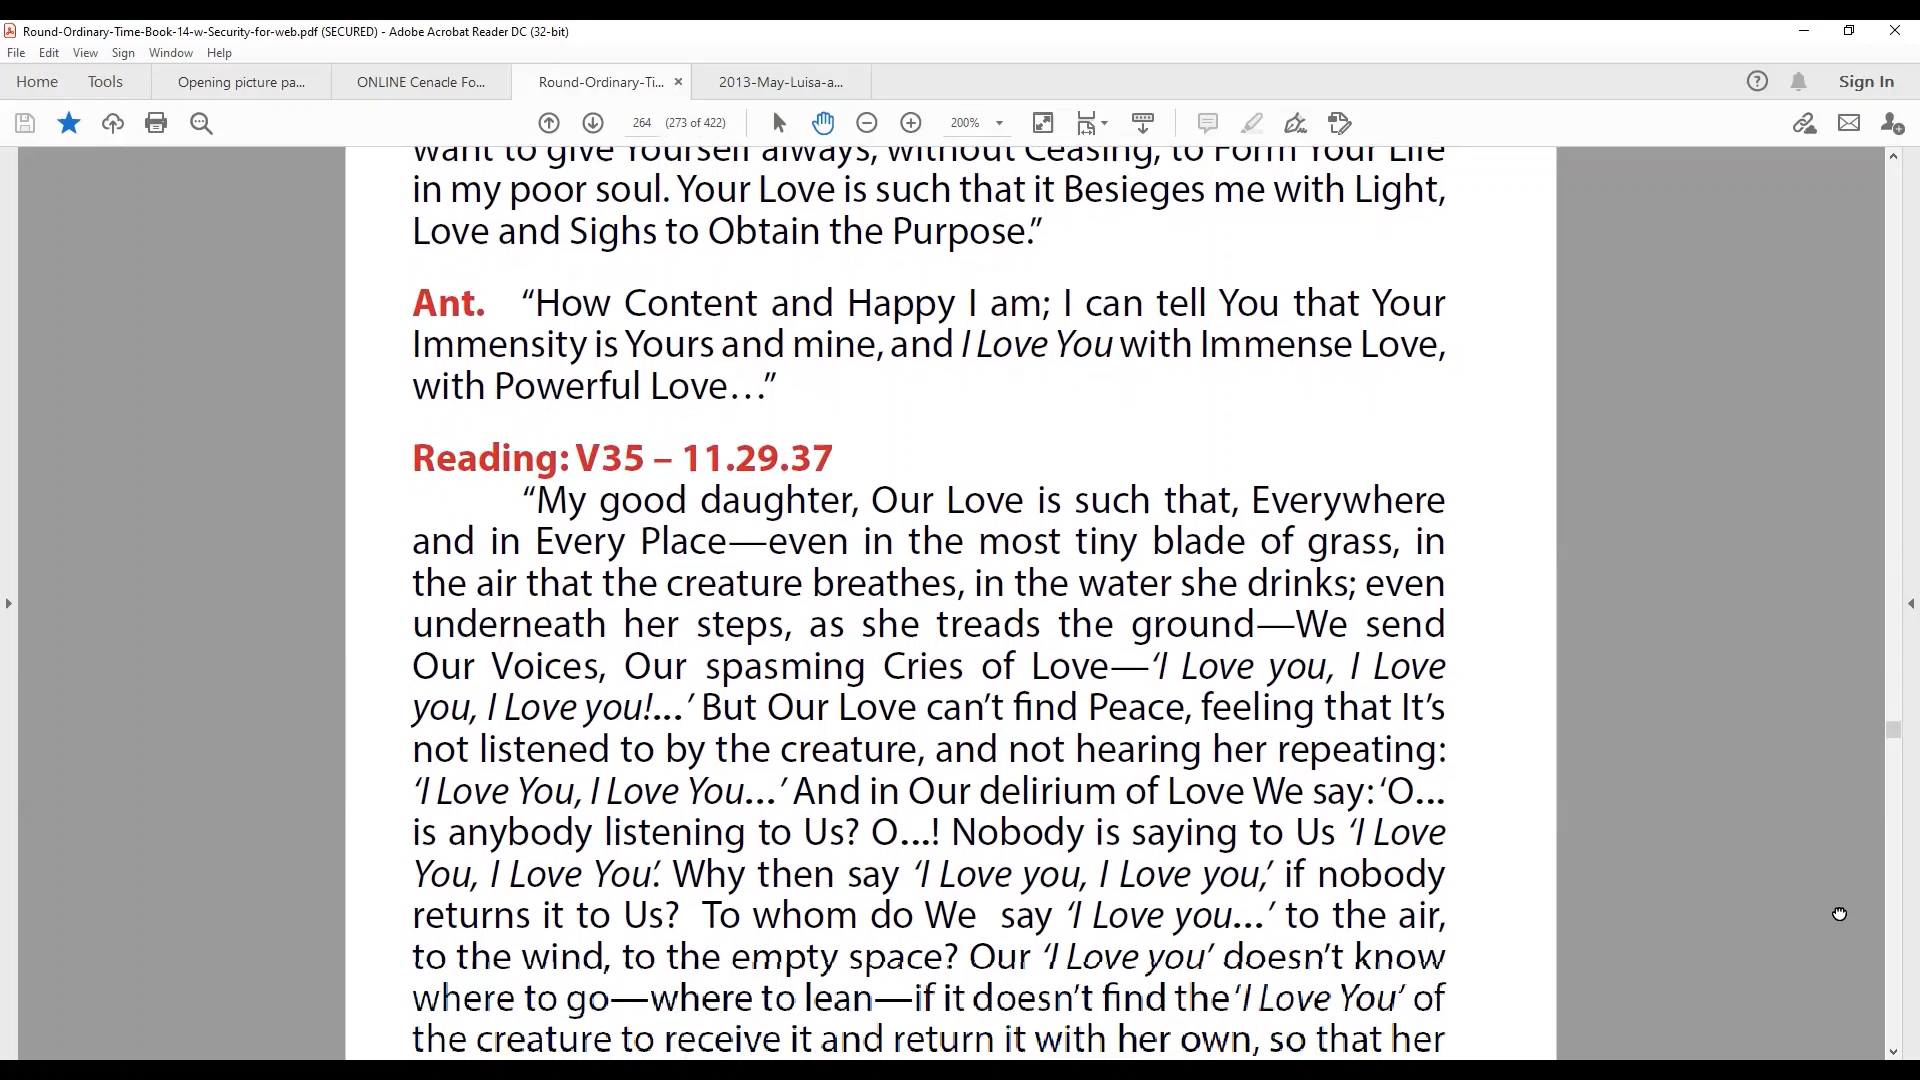 Round-Ordinary-Time-Book-14-w-Security-for-web.pdf (SECURED) - Adobe Acrobat Reader DC (32-bit)
File Edit View Sign Window Help
Home Tools Opening picture pa... ONLINE Cenacle Fo... Round-Ordinary-Ti... × 2013-May-Luisa-a... Sign In
264 (273 of 422) 200%
want to give Yourself always, without Ceasing, to Form Your Life
in my poor soul. Your Love is such that it Besieges me with Light,
Love and Sighs to Obtain the Purpose.”
Ant. “How Content and Happy I am; I can tell You that Your
Immensity is Yours and mine, and I Love You with Immense Love,
with Powerful Love…”
Reading: V35 – 11.29.37
“My good daughter, Our Love is such that, Everywhere
and in Every Place—even in the most tiny blade of grass, in
the air that the creature breathes, in the water she drinks; even
underneath her steps, as she treads the ground—We send
Our Voices, Our spasming Cries of Love—‘I Love you, I Love
you, I Love you!...’ But Our Love can’t find Peace, feeling that It’s
not listened to by the creature, and not hearing her repeating:
‘I Love You, I Love You...’ And in Our delirium of Love We say: ‘O...
is anybody listening to Us? O...! Nobody is saying to Us ‘I Love
You, I Love You’. Why then say ‘I Love you, I Love you,’ if nobody
returns it to Us? To whom do We say ‘I Love you...’ to the air,
to the wind, to the empty space? Our ‘I Love you’ doesn’t know
where to go—where to lean—if it doesn’t find the ‘I Love You’ of
the creature to receive it and return it with her own, so that her